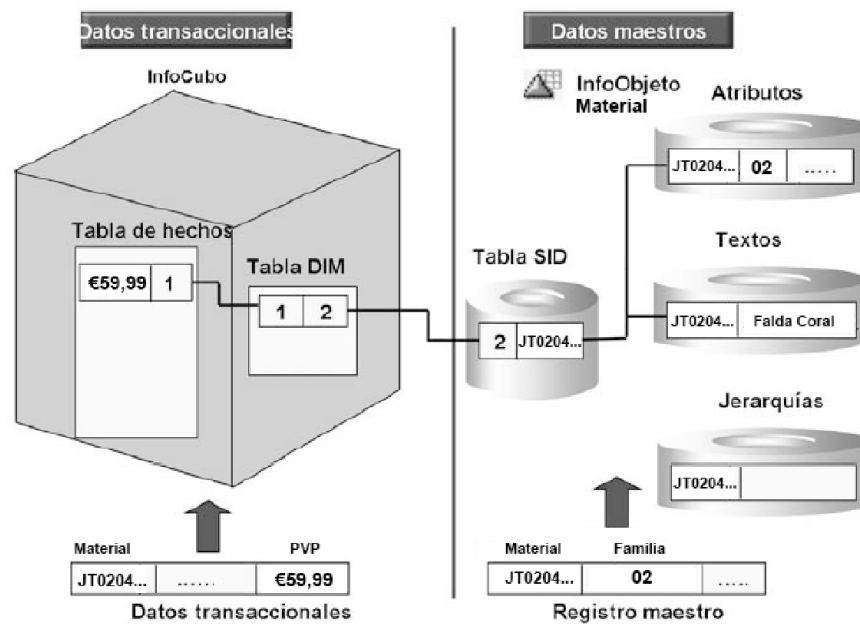 Datos transaccionales
Datos maestros
InfoCubo
InfoObjeto
Material
Atributos
JT0204... 02 .....
Tabla de hechos
€59,99 1
Tabla DIM
1 2
Tabla SID
2 JT0204...
Textos
JT0204... Falda Coral
Jerarquías
JT0204...
Material PVP
JT0204... ...... €59,99
Datos transaccionales
Material Familia
JT0204... 02 .....
Registro maestro